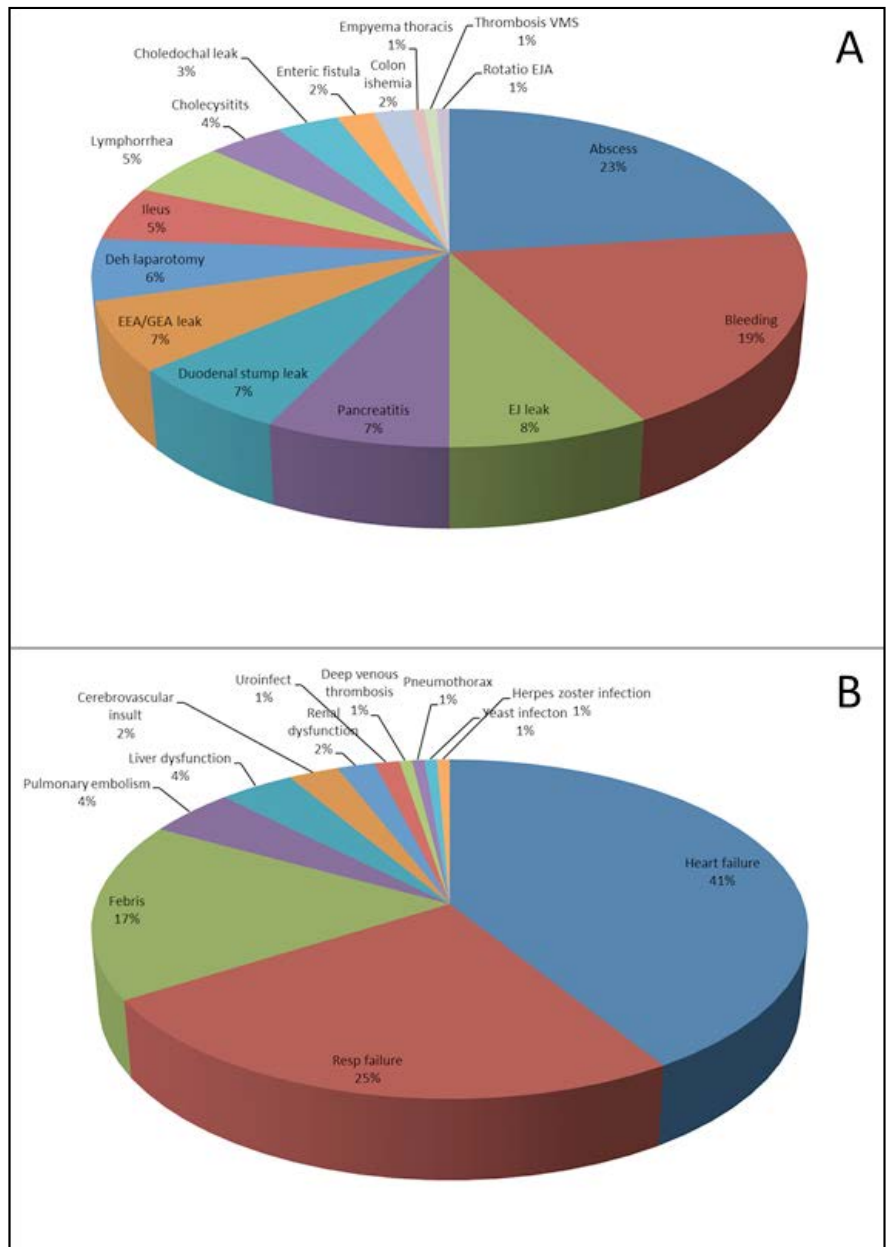 A
Empyema thoracis
1%
Thrombosis VMS
1%
Choledochal leak
3%
Enteric fistula
2%
Colon
ishemia
2%
Rotatio EJA
1%
Cholecysitits
4%
Lymphorrhea
5%
Abscess
23%
Ileus
5%
Deh laparotomy
6%
EEA/GEA leak
7%
Bleeding
19%
Duodenal stump leak
7%
Pancreatitis
7%
EJ leak
8%
B
Uroinfect
1%
Deep venous
thrombosis
1%
Pneumothorax
1%
Herpes zoster infection
1%
Cerebrovascular
insult
2%
Renal
dysfunction
2%
Yeast infecton
1%
Liver dysfunction
4%
Pulmonary embolism
4%
Heart failure
41%
Febris
17%
Resp failure
25%